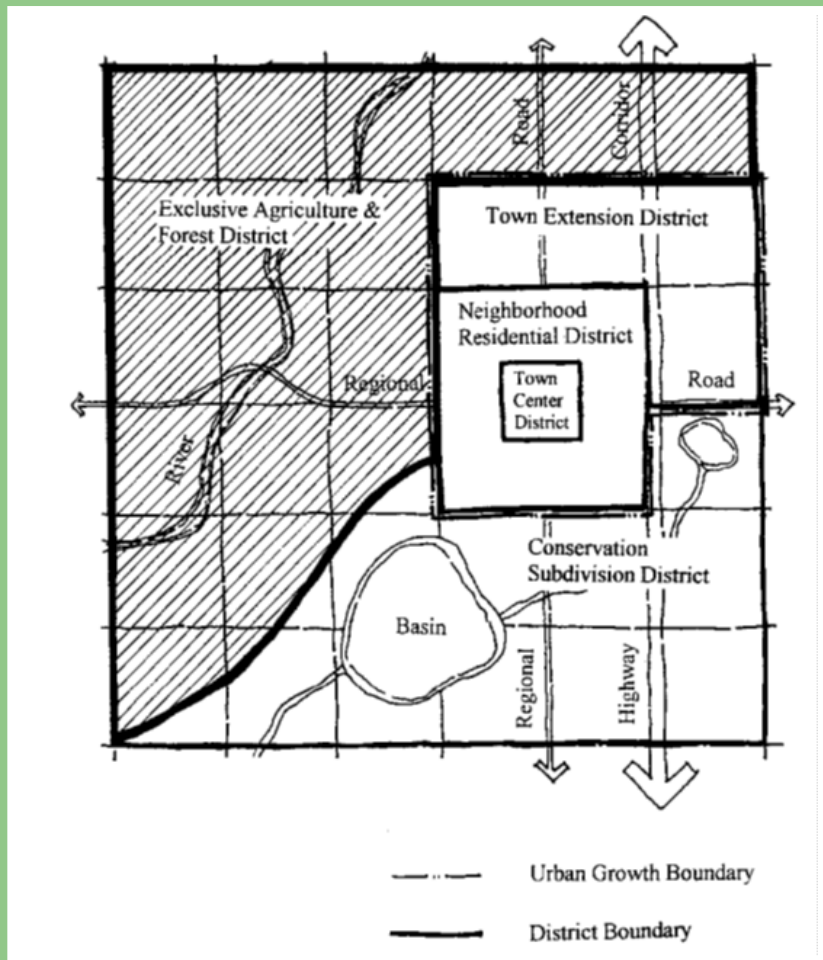 Road
Corridor
Exclusive Agriculture &
Forest District
Town Extension District
Neighborhood
Residential District
Regional
Town
Center
District
Road
River
Conservation
Subdivision District
Basin
Regional
Highway
Urban Growth Boundary
District Boundary